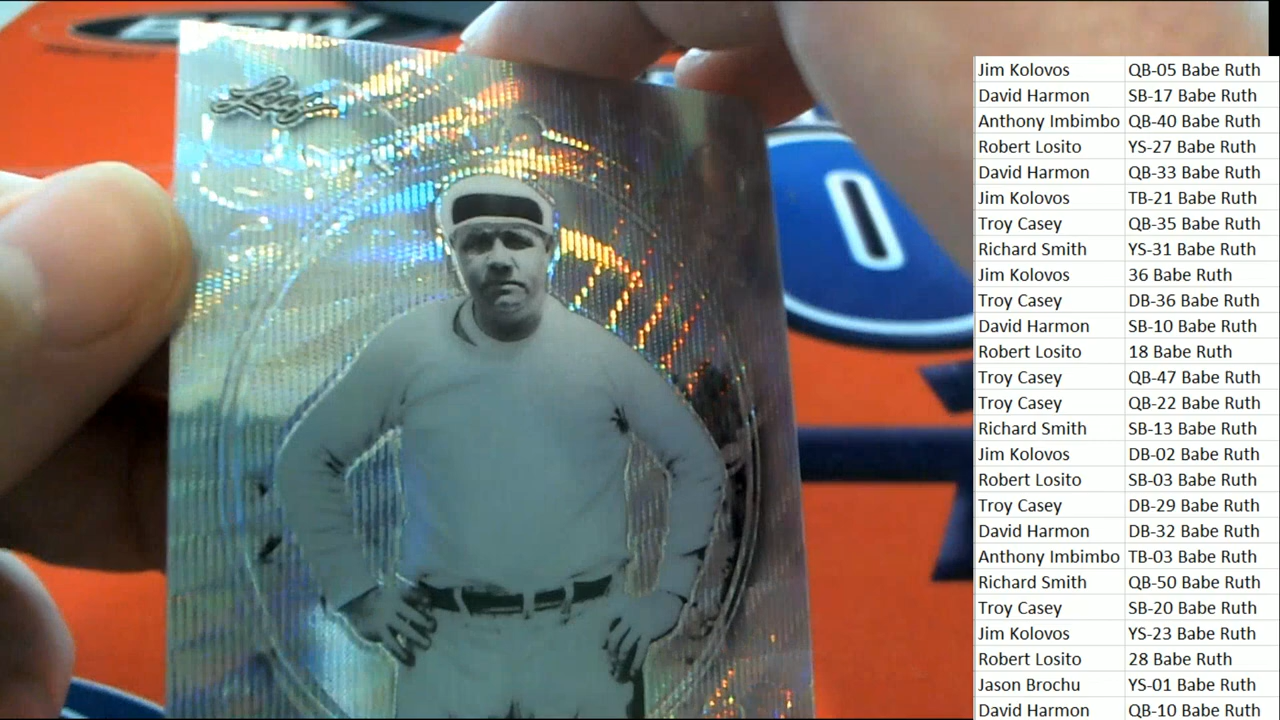 Leaf
0
Jim Kolovos QB-05 Babe Ruth
David Harmon SB-17 Babe Ruth
Anthony Imbimbo QB-40 Babe Ruth
Robert Losito YS-27 Babe Ruth
David Harmon QB-33 Babe Ruth
Jim Kolovos TB-21 Babe Ruth
Troy Casey QB-35 Babe Ruth
Richard Smith YS-31 Babe Ruth
Jim Kolovos 36 Babe Ruth
Troy Casey DB-36 Babe Ruth
David Harmon SB-10 Babe Ruth
Robert Losito 18 Babe Ruth
Troy Casey QB-47 Babe Ruth
Troy Casey QB-22 Babe Ruth
Richard Smith SB-13 Babe Ruth
Jim Kolovos DB-02 Babe Ruth
Robert Losito SB-03 Babe Ruth
Troy Casey DB-29 Babe Ruth
David Harmon DB-32 Babe Ruth
Anthony Imbimbo TB-03 Babe Ruth
Richard Smith QB-50 Babe Ruth
Troy Casey SB-20 Babe Ruth
Jim Kolovos YS-23 Babe Ruth
Robert Losito 28 Babe Ruth
Jason Brochu YS-01 Babe Ruth
David Harmon QB-10 Babe Ruth